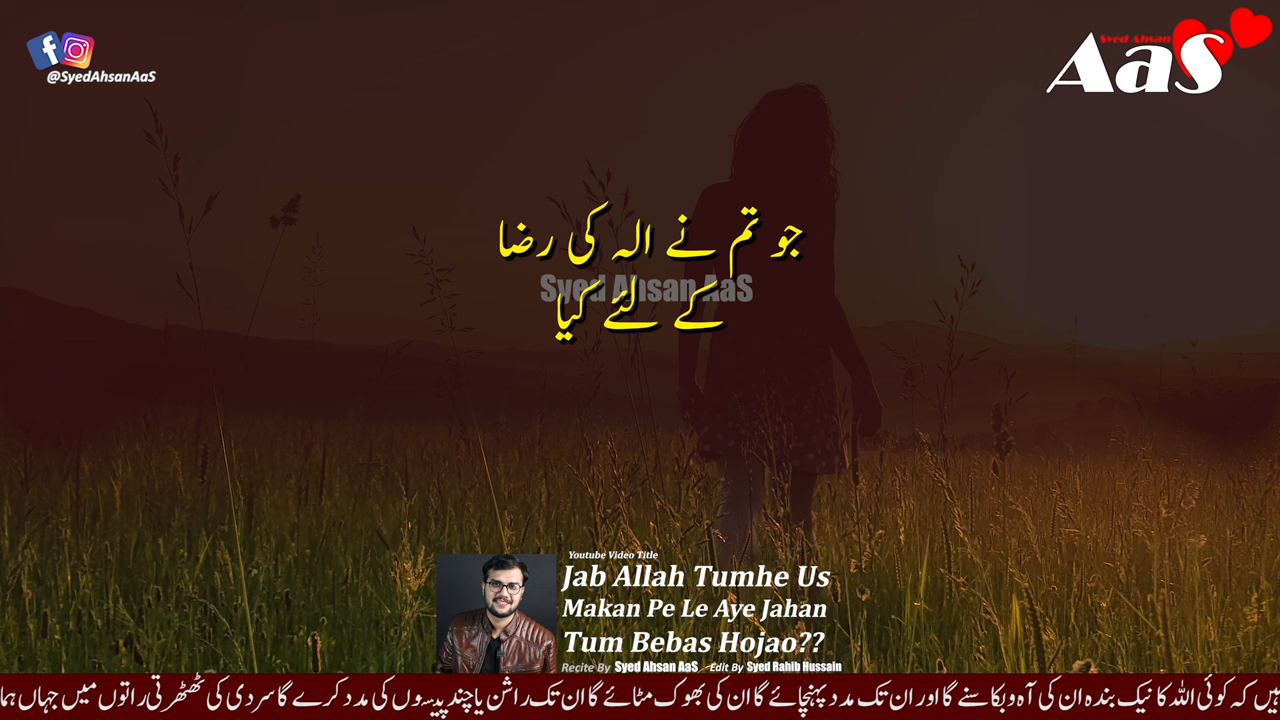 @SyedAhsanAaS
Syed Ahsan
AaS
جو تم نے الہ کی رضا
Syed Ahsan AaS
کے لئے کیا
Youtube Video Title
Jab Allah Tumhe Us
Makan Pe Le Aye Jahan
Tum Bebas Hojao??
Recite By Syed Ahsan AaS Edit By Syed Rahib Hussain
ہیں کہ کوئی اللہ کا نیک بندہ ان کی آہ و بکا سنے گا اور ان تک مدد پہنچائے گا ان کی بھوک مٹائے گا ان تک راشن یا چند پیسوں کی مدد کرے گا سردی کی ٹھٹھرتی راتوں میں جہاں ہما